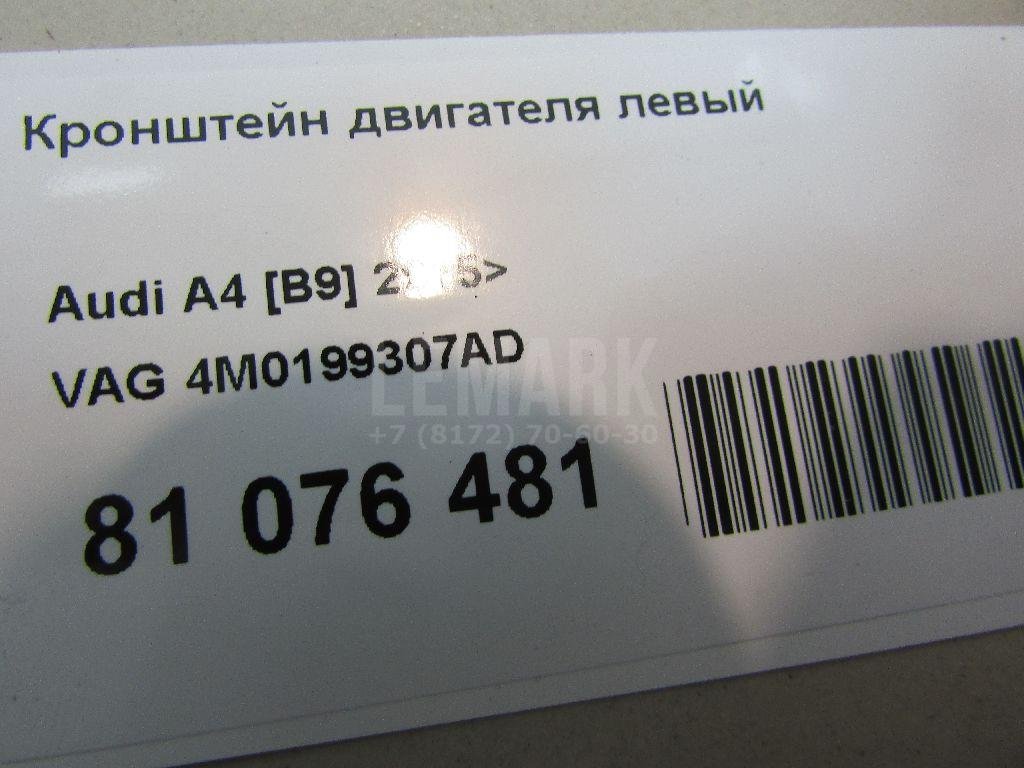 Кронштейн двигателя левый
Audi A4 [B9]
VAG 4M0199307AD
LEMARK
+7 (8172) 70-60-30
81 076 481